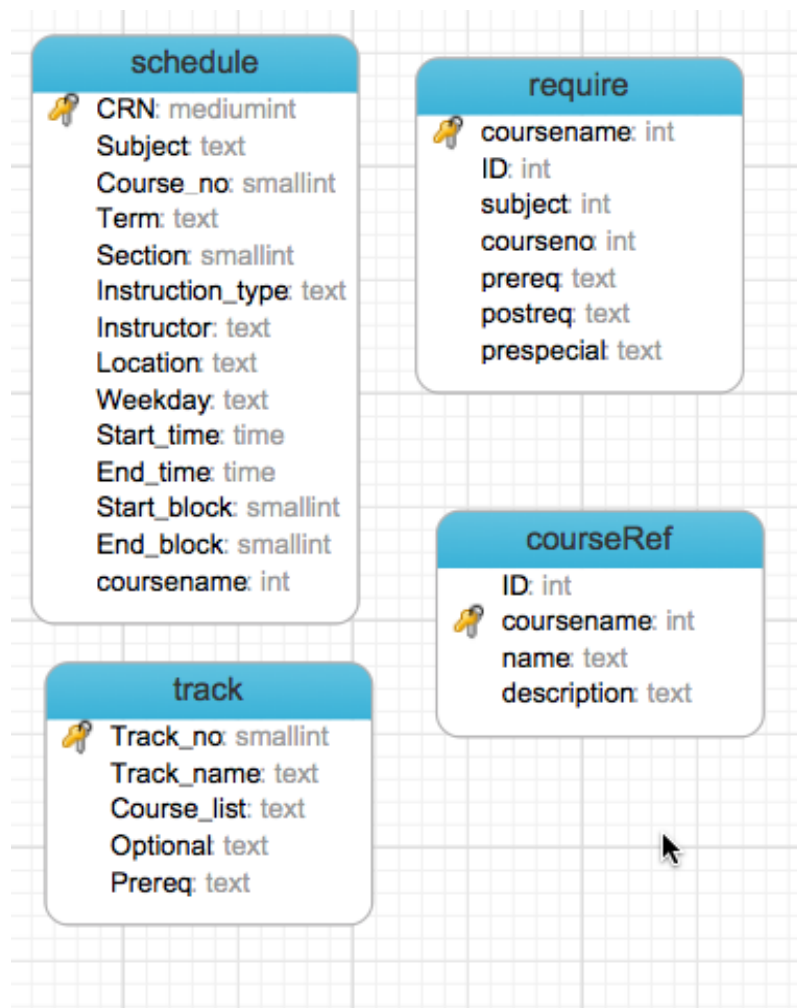 schedule
CRN: mediumint
Subject: text
Course_no: smallint
Term: text
Section: smallint
Instruction_type: text
Instructor: text
Location: text
Weekday: text
Start_time: time
End_time: time
Start_block: smallint
End_block: smallint
coursename: int
require
coursename: int
ID: int
subject: int
courseno: int
prereq: text
postreq: text
prespecial: text
courseRef
ID: int
coursename: int
name: text
description: text
track
Track_no: smallint
Track_name: text
Course_list: text
Optional: text
Prereq: text